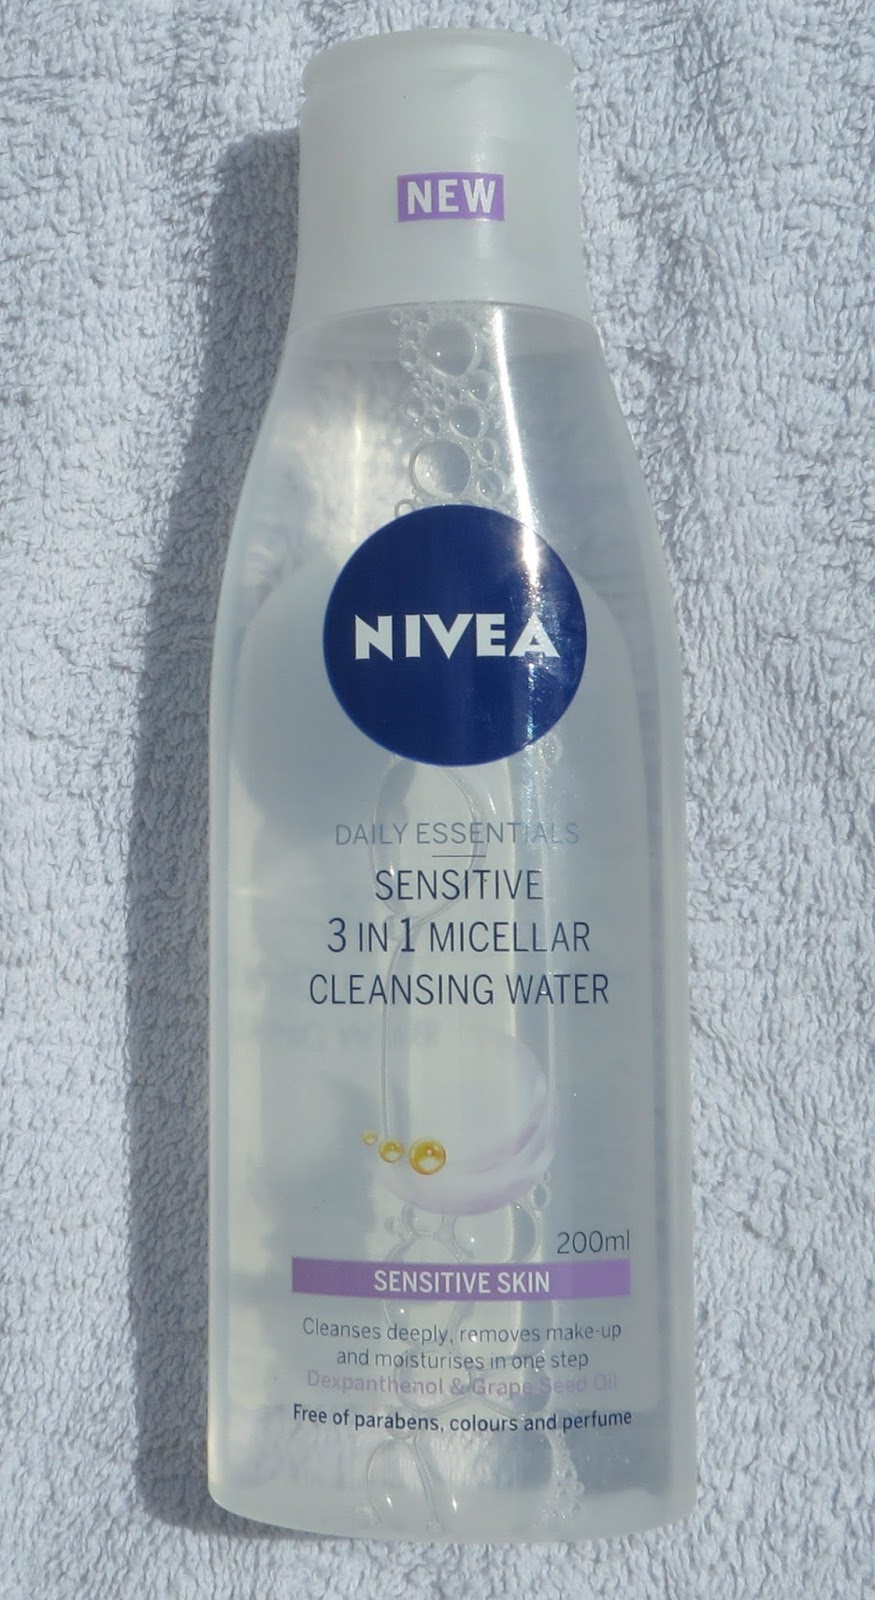 NEW
NIVEA
DAILY ESSENTIALS
SENSITIVE
3 IN 1 MICELLAR
CLEANSING WATER
200ml
SENSITIVE SKIN
Cleanses deeply, removes make-up
and moisturises in one step
Dexpanthenol & Grape Seed Oil
Free of parabens, colours and perfume